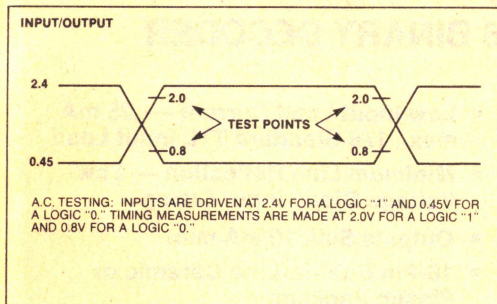 INPUT/OUTPUT
2.4
2.0 TEST POINTS 2.0
0.8 0.8
0.45
A.C. TESTING: INPUTS ARE DRIVEN AT 2.4V FOR A LOGIC "1" AND 0.45V FOR
A LOGIC "0." TIMING MEASUREMENTS ARE MADE AT 2.0V FOR A LOGIC "1"
AND 0.8V FOR A LOGIC "0."